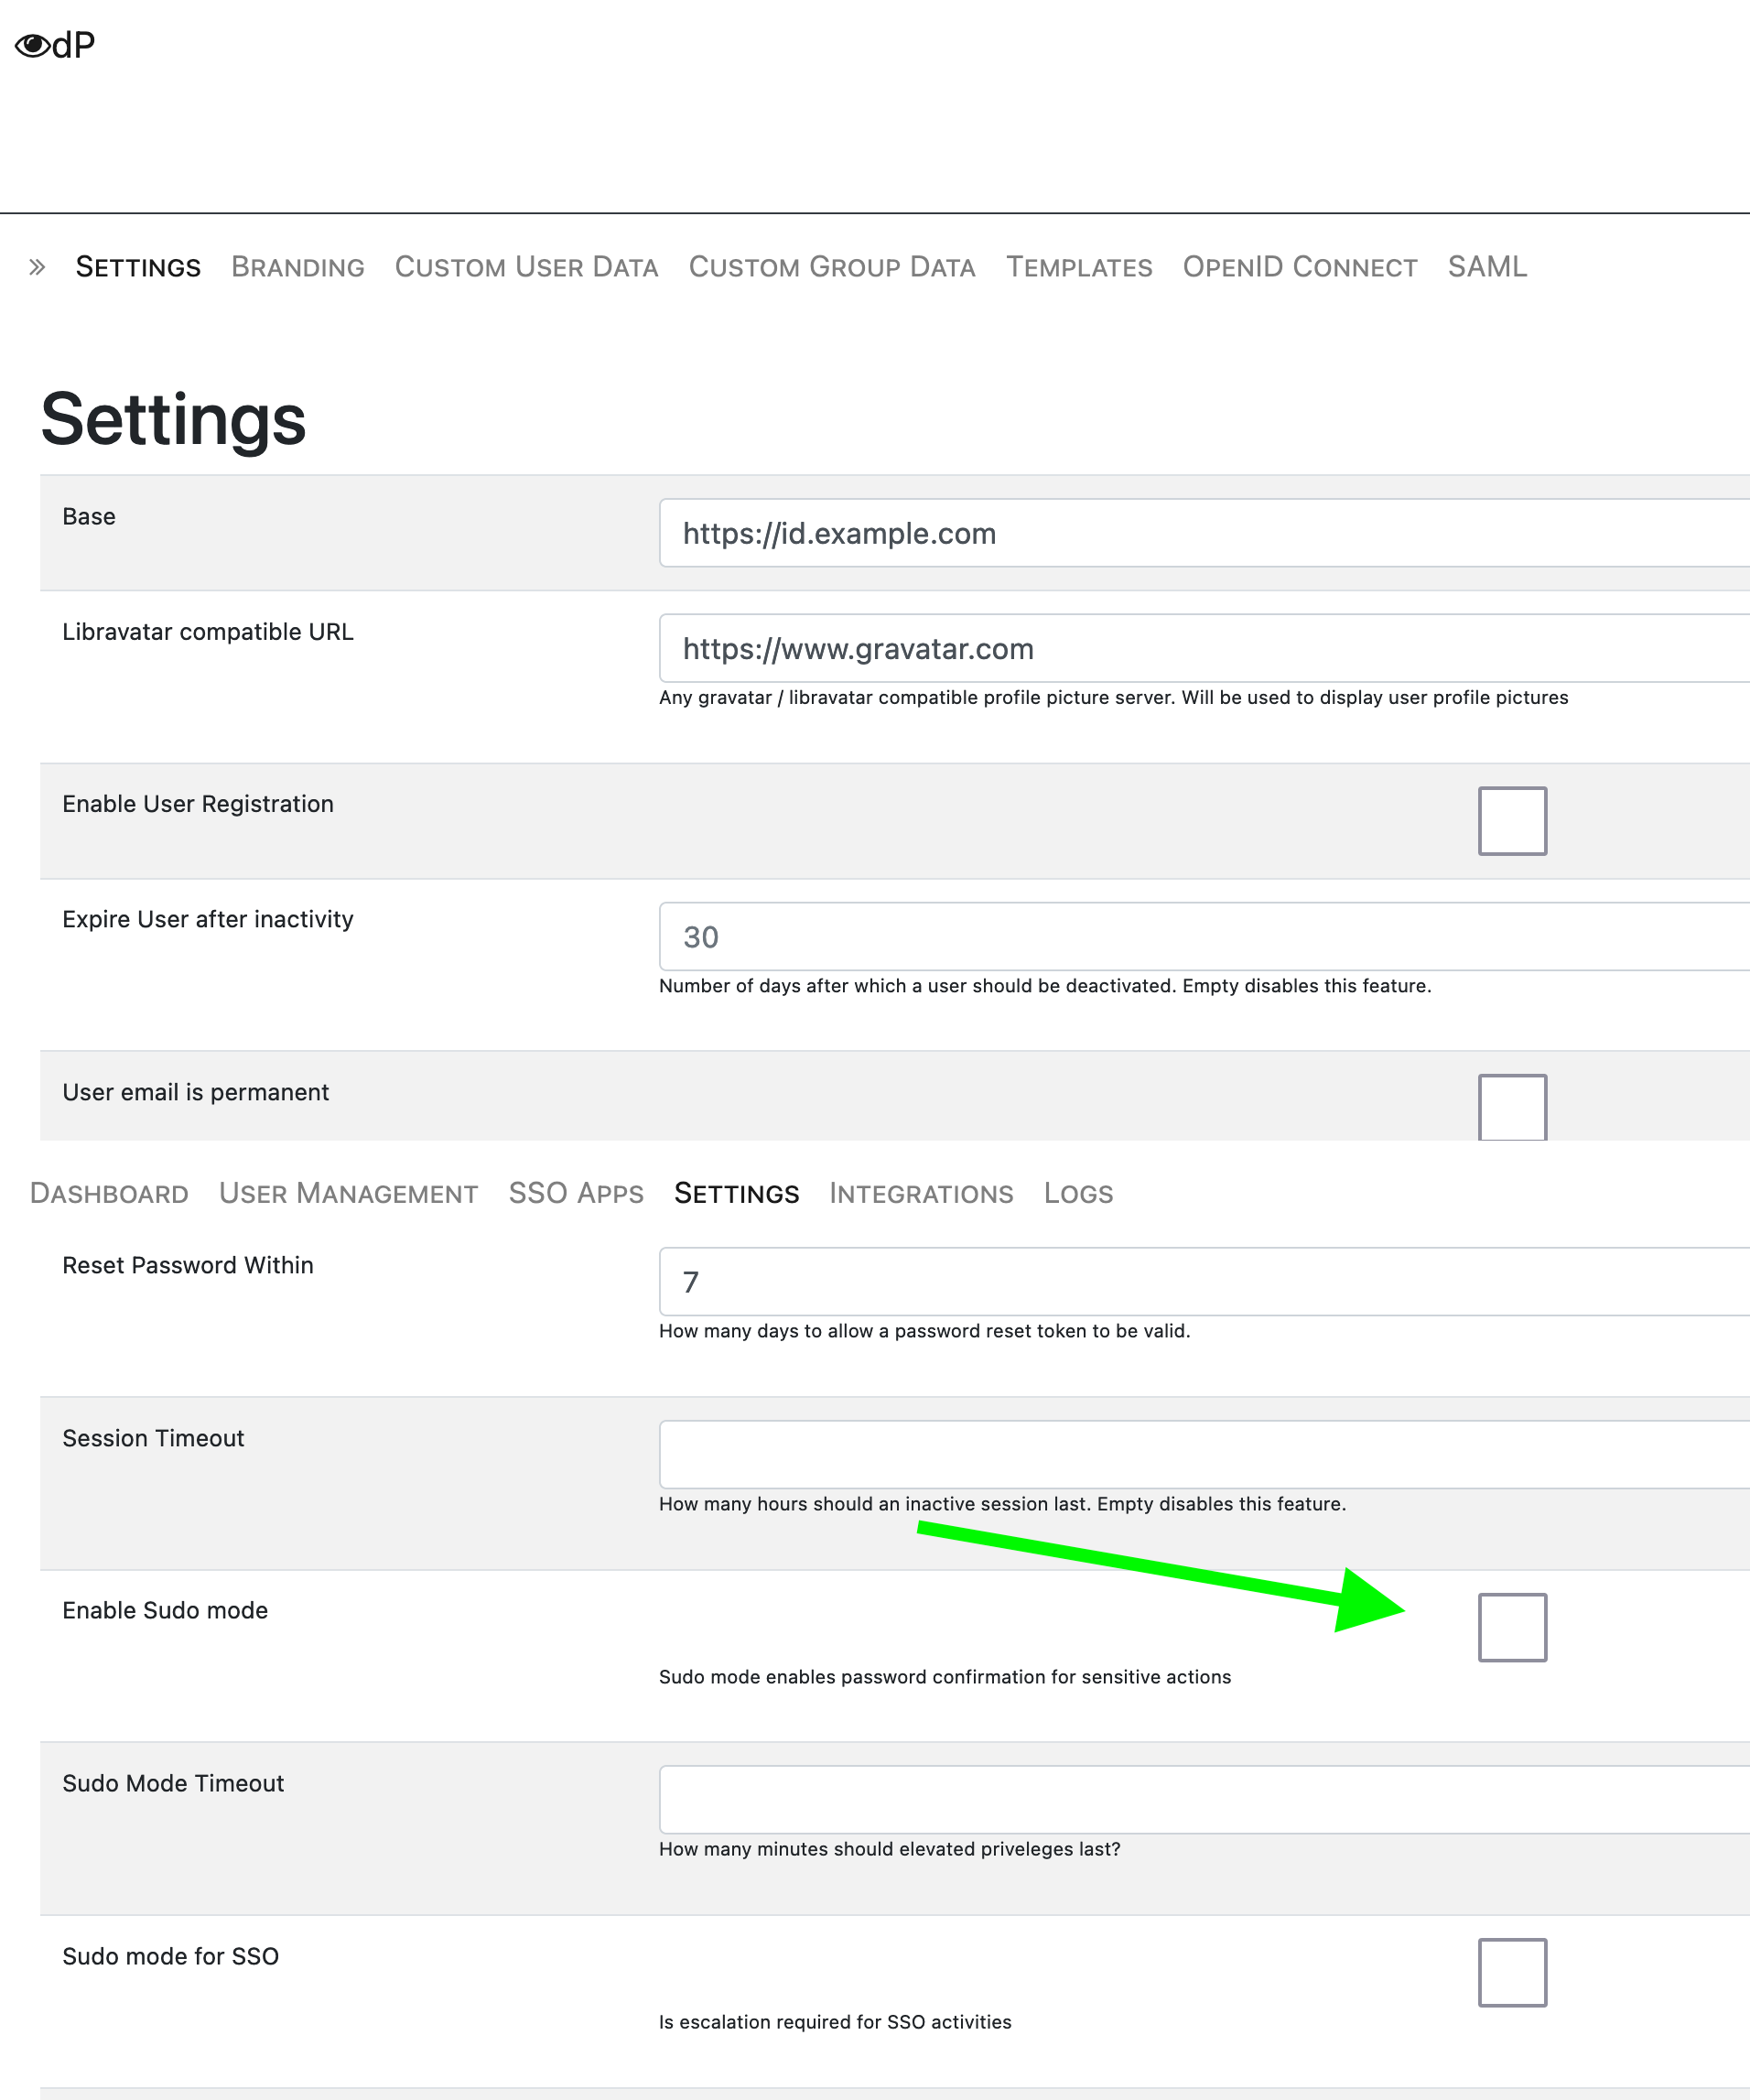 dP
» Settings Branding Custom User Data Custom Group Data Templates OpenID Connect SAML
Settings
Base
https://id.example.com
Libravatar compatible URL
https://www.gravatar.com
Any gravatar / libravatar compatible profile picture server. Will be used to display user profile pictures
Enable User Registration
Expire User after inactivity
30
Number of days after which a user should be deactivated. Empty disables this feature.
User email is permanent
Dashboard User Management SSO Apps Settings Integrations Logs
Reset Password Within
7
How many days to allow a password reset token to be valid.
Session Timeout
How many hours should an inactive session last. Empty disables this feature.
Enable Sudo mode
Sudo mode enables password confirmation for sensitive actions
Sudo Mode Timeout
How many minutes should elevated priveleges last?
Sudo mode for SSO
Is escalation required for SSO activities